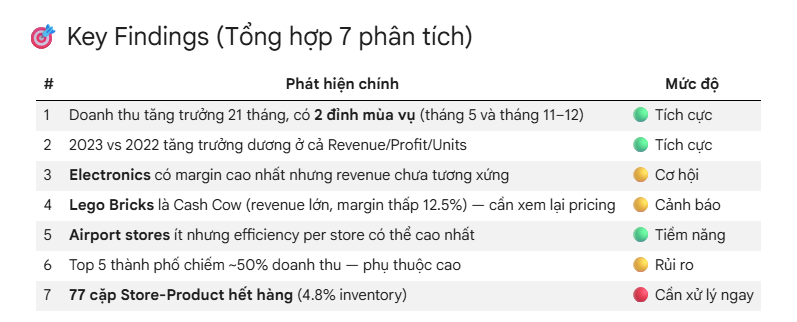 Key Findings (Tổng hợp 7 phân tích)
# Phát hiện chính Mức độ
1 Doanh thu tăng trưởng 21 tháng, có 2 đỉnh mùa vụ (tháng 5 và tháng 11–12) Tích cực
2 2023 vs 2022 tăng trưởng dương ở cả Revenue/Profit/Units Tích cực
3 Electronics có margin cao nhất nhưng revenue chưa tương xứng Cơ hội
4 Lego Bricks là Cash Cow (revenue lớn, margin thấp 12.5%) — cần xem lại pricing Cảnh báo
5 Airport stores ít nhưng efficiency per store có thể cao nhất Tiềm năng
6 Top 5 thành phố chiếm ~50% doanh thu — phụ thuộc cao Rủi ro
7 77 cặp Store-Product hết hàng (4.8% inventory) Cần xử lý ngay